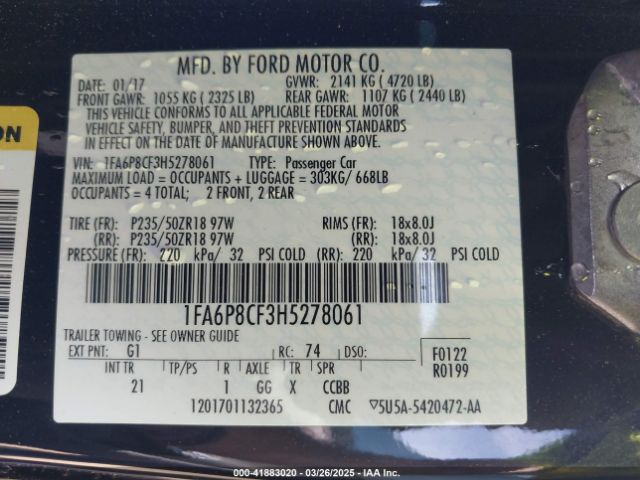 MFD. BY FORD MOTOR CO.
DATE: 01/17 GVWR: 2141 KG ( 4720 LB)
FRONT GAWR: 1055 KG ( 2325 LB) REAR GAWR: 1107 KG ( 2440 LB)
THIS VEHICLE CONFORMS TO ALL APPLICABLE FEDERAL MOTOR
VEHICLE SAFETY, BUMPER, AND THEFT PREVENTION STANDARDS
IN EFFECT ON THE DATE OF MANUFACTURE SHOWN ABOVE.
VIN: 1FA6P8CF3H5278061 TYPE: Passenger Car
MAXIMUM LOAD = OCCUPANTS + LUGGAGE = 303KG/ 668LB
OCCUPANTS = 4 TOTAL; 2 FRONT, 2 REAR
TIRE (FR): P235/50ZR18 97W RIMS (FR): 18x8.0J
(RR): P235/50ZR18 97W (RR): 18x8.0J
PRESSURE (FR): 220 kPa/ 32 PSI COLD (RR): 220 kPa/ 32 PSI COLD
1FA6P8CF3H5278061
TRAILER TOWING - SEE OWNER GUIDE
EXT PNT: G1 RC: 74 DSO: F0122
INT TR TP/PS R AXLE TR SPR R0199
21 1 GG X CCBB
1201701132365 CMC ▽5U5A-5420472-AA
ON
000-41883020 — 03/26/2025 — IAA Inc.